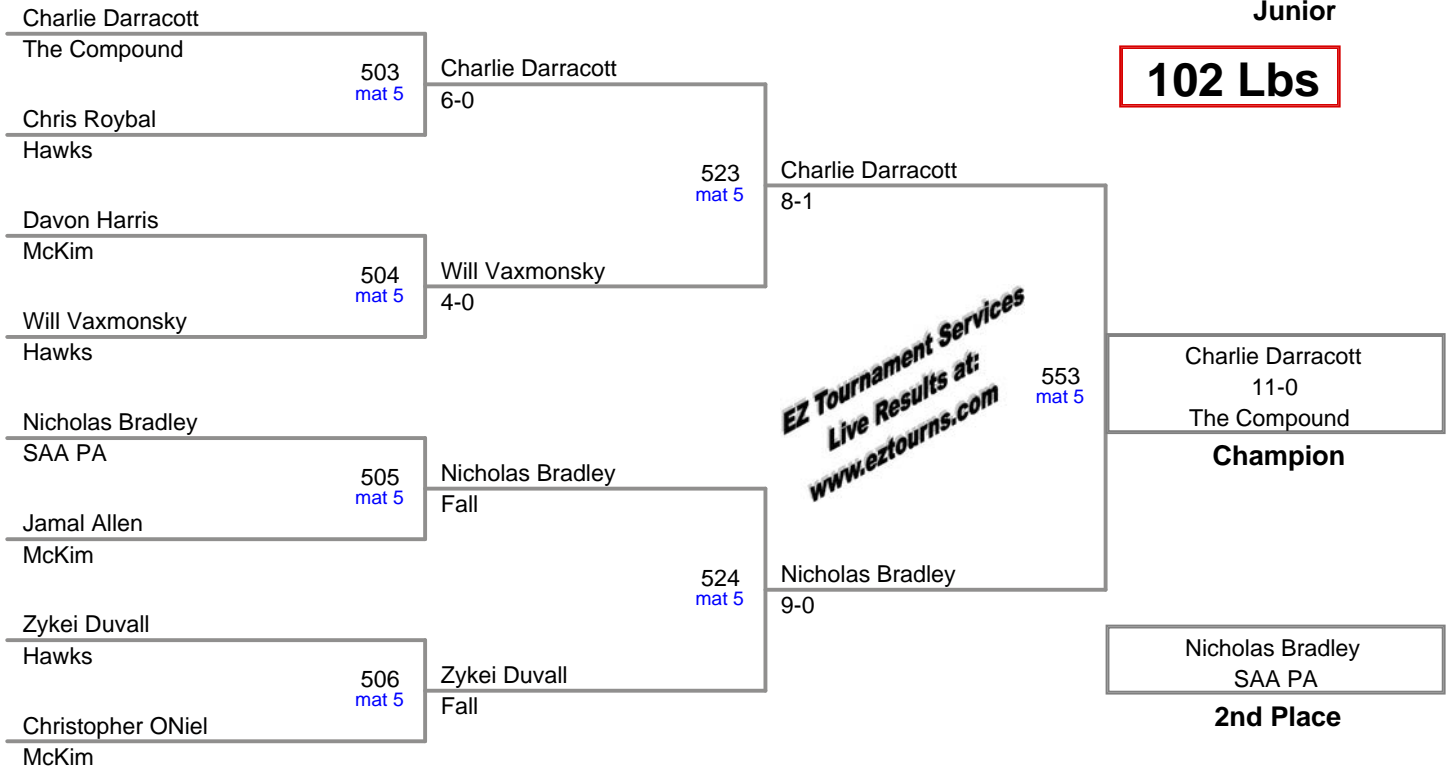 Junior
102 Lbs
Charlie Darracott
The Compound
503
mat 5
Chris Roybal
Hawks
Charlie Darracott
6-0
Davon Harris
McKim
504
mat 5
Will Vaxmonsky
Hawks
Will Vaxmonsky
4-0
523
mat 5
Charlie Darracott
8-1
Nicholas Bradley
SAA PA
505
mat 5
Jamal Allen
McKim
Nicholas Bradley
Fall
Zykei Duvall
Hawks
506
mat 5
Christopher ONiel
McKim
Zykei Duvall
Fall
524
mat 5
Nicholas Bradley
9-0
EZ Tournament Services
Live Results at:
www.eztourns.com
553
mat 5
Charlie Darracott
11-0
The Compound
Champion
Nicholas Bradley
SAA PA
2nd Place